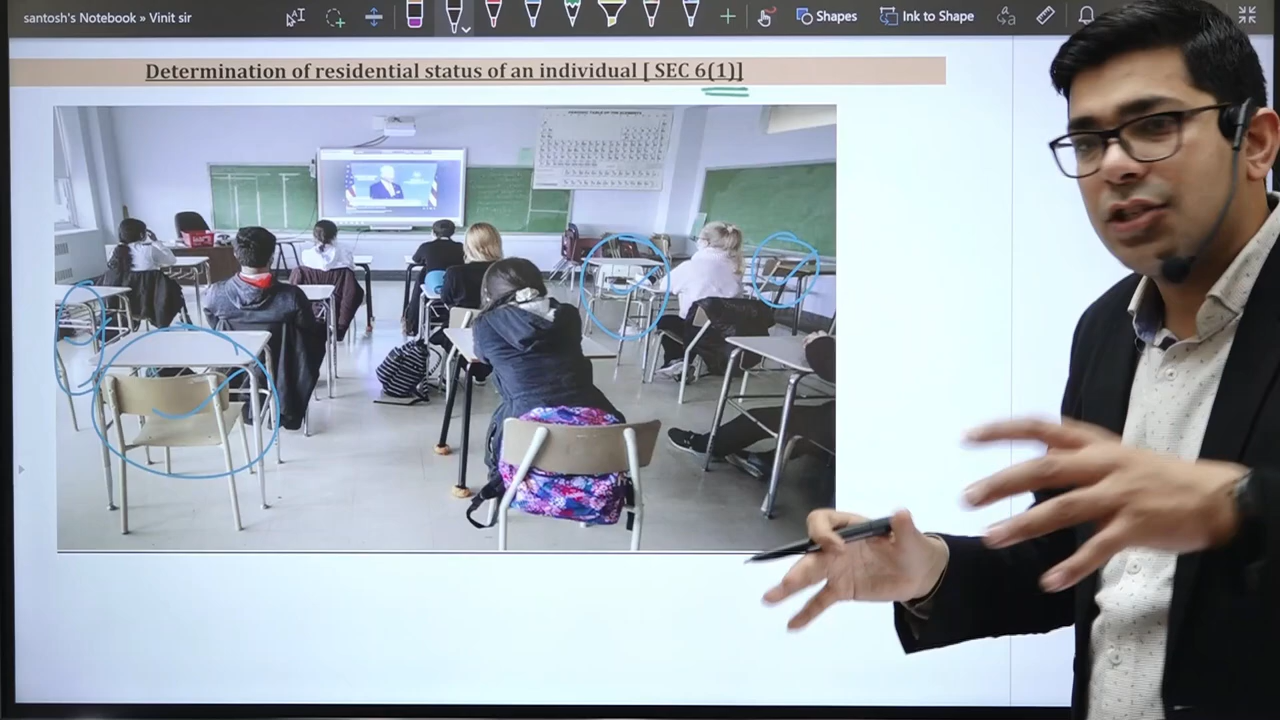 santosh's Notebook » Vinit sir
Shapes
Ink to Shape
Determination of residential status of an individual [ SEC 6(1)]